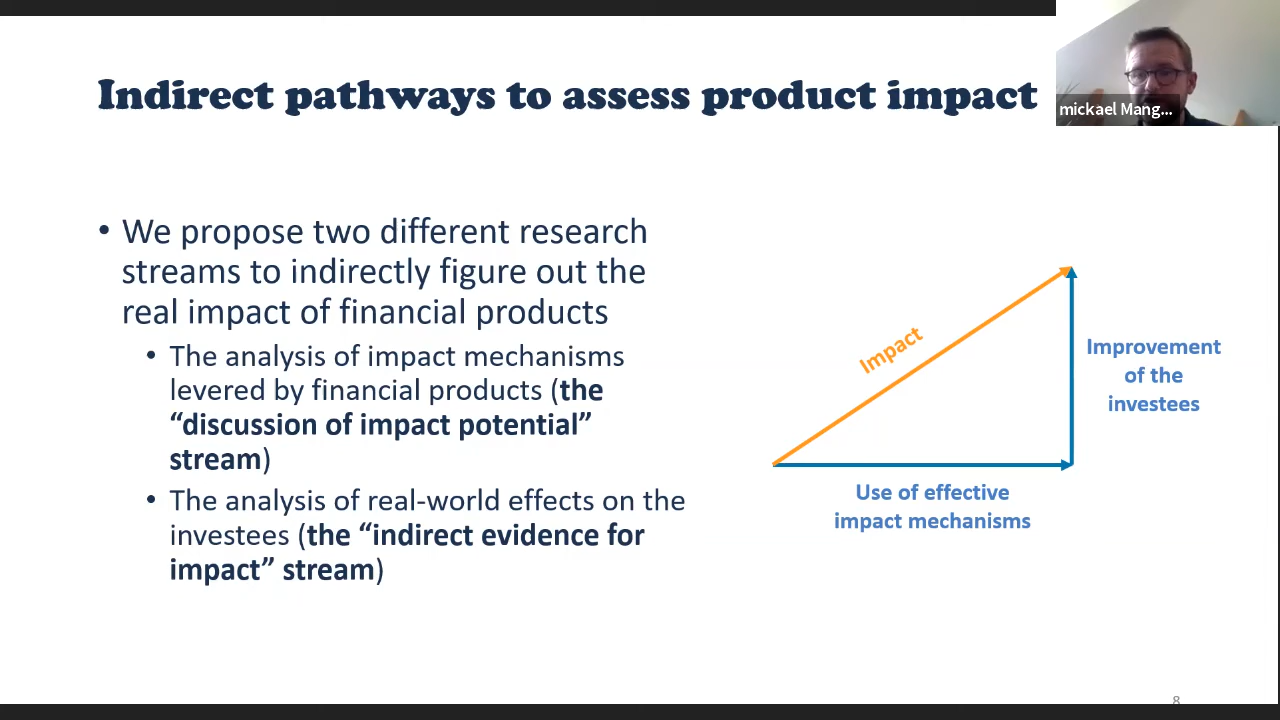 Indirect pathways to assess product impact
mickael Mang...
• We propose two different research
streams to indirectly figure out the
real impact of financial products
• The analysis of impact mechanisms
levered by financial products (the
“discussion of impact potential”
stream)
• The analysis of real-world effects on the
investees (the “indirect evidence for
impact” stream)
Impact
Improvement
of the
investees
Use of effective
impact mechanisms
8